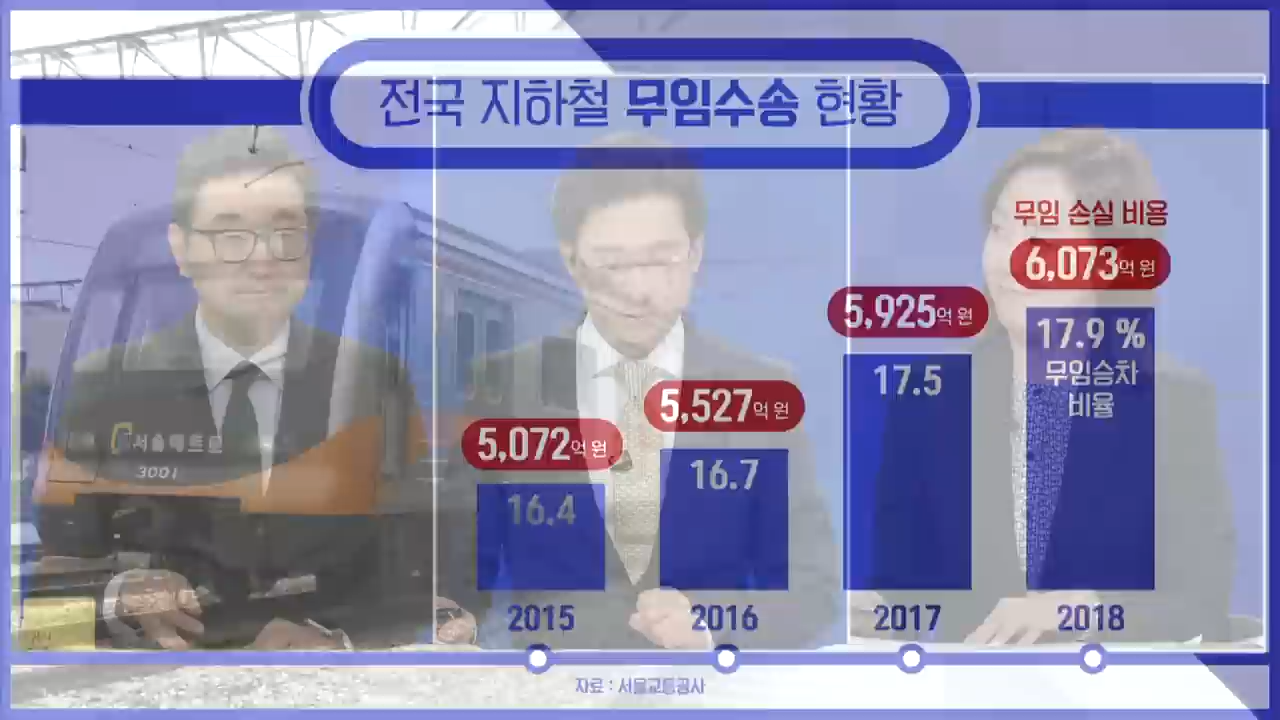 전국 지하철 무임수송 현황
무임 손실 비용
6,073억 원
5,925억 원
17.9 %
무임승차
비율
17.5
5,527억 원
5,072억 원
16.7
16.4
서울메트로
3001
2015 2016 2017 2018
자료 : 서울교통공사